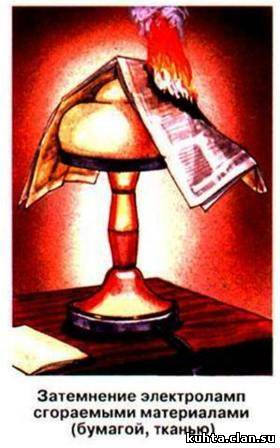 Затемнение электроламп
сгораемыми материалами
(бумагой, тканью)
kuhta.clan.su